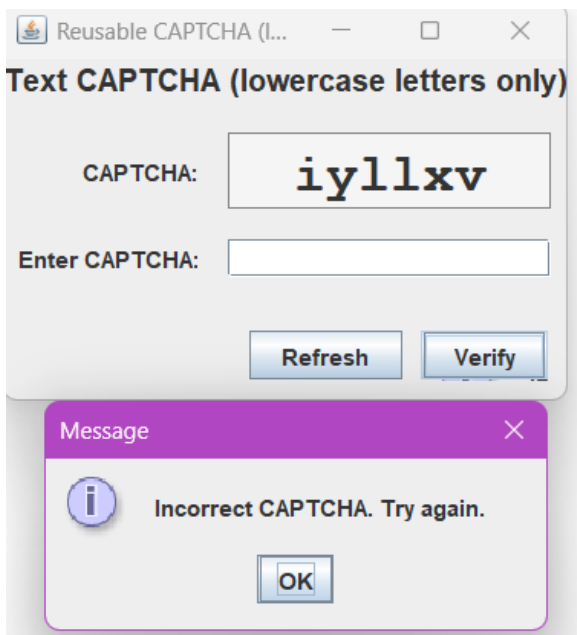 Reusable CAPTCHA (l...
Text CAPTCHA (lowercase letters only)
CAPTCHA: iyllxv
Enter CAPTCHA:
Refresh Verify
Message
Incorrect CAPTCHA. Try again.
OK